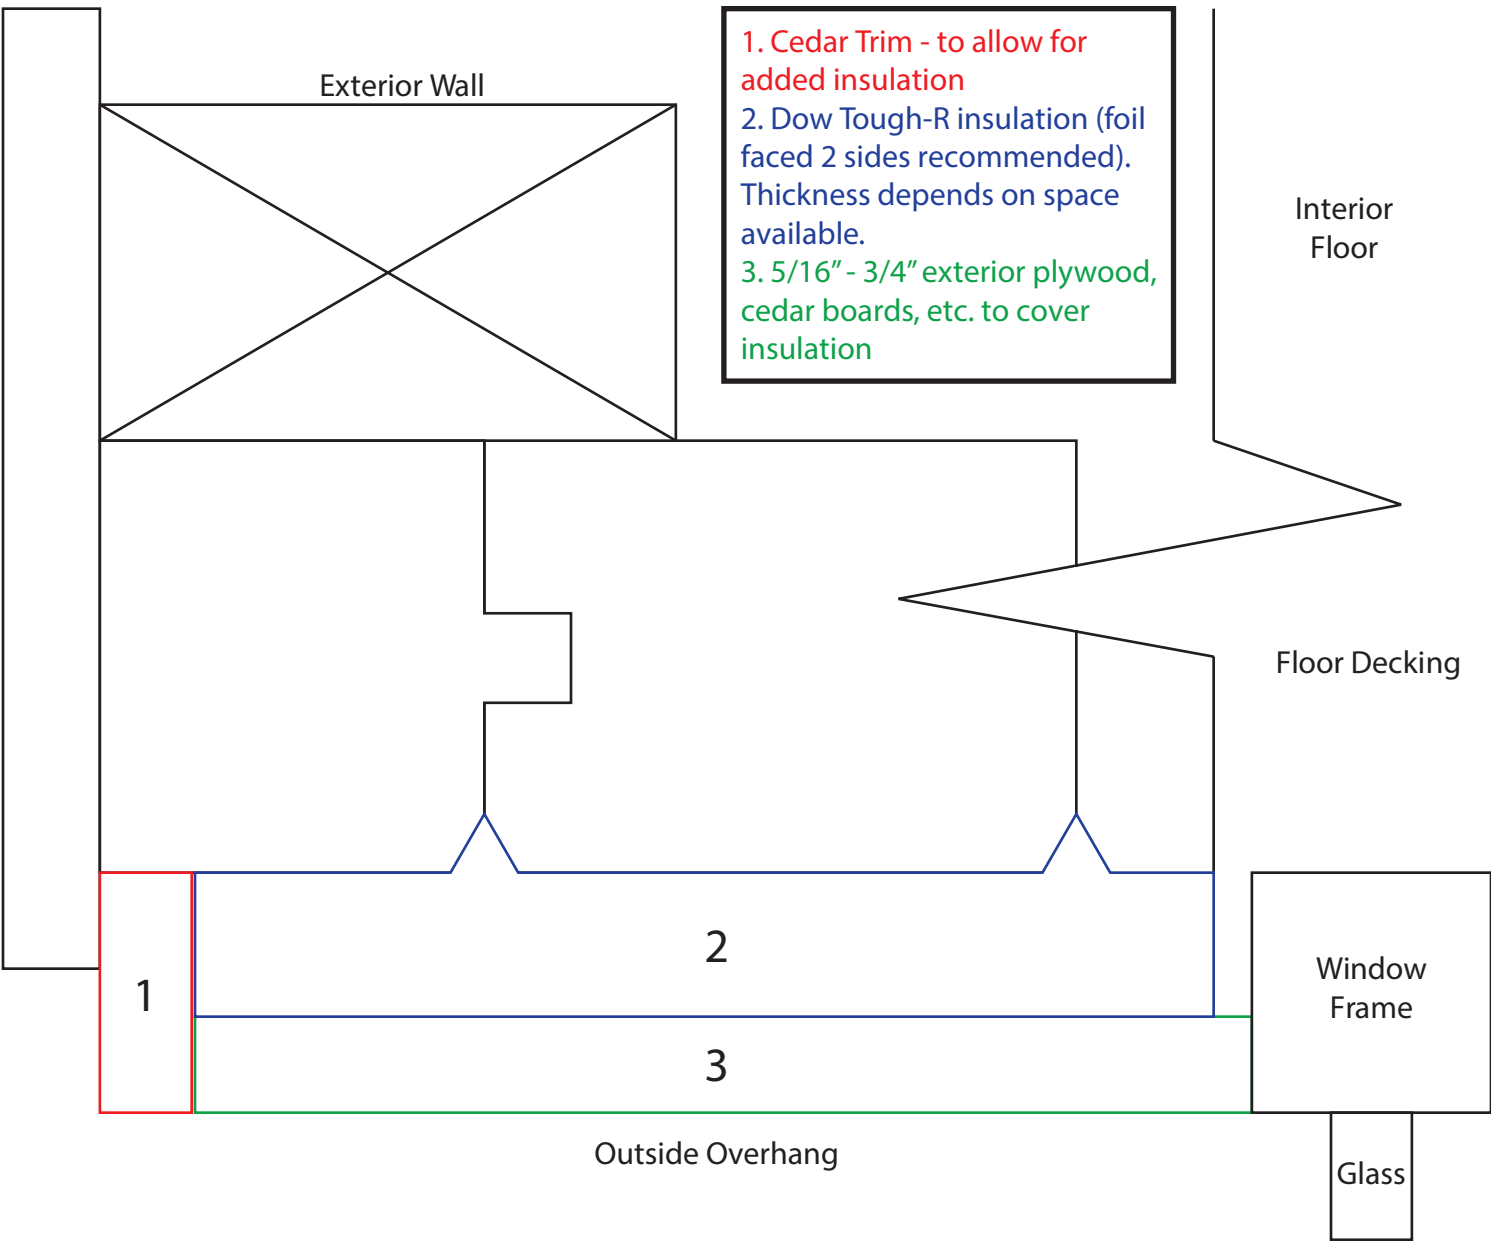 Exterior Wall
1. Cedar Trim - to allow for
added insulation
2. Dow Tough-R insulation (foil
faced 2 sides recommended).
Thickness depends on space
available.
3. 5/16” - 3/4” exterior plywood,
cedar boards, etc. to cover
insulation
Interior
Floor
Floor Decking
2
1
Window
Frame
3
Outside Overhang
Glass